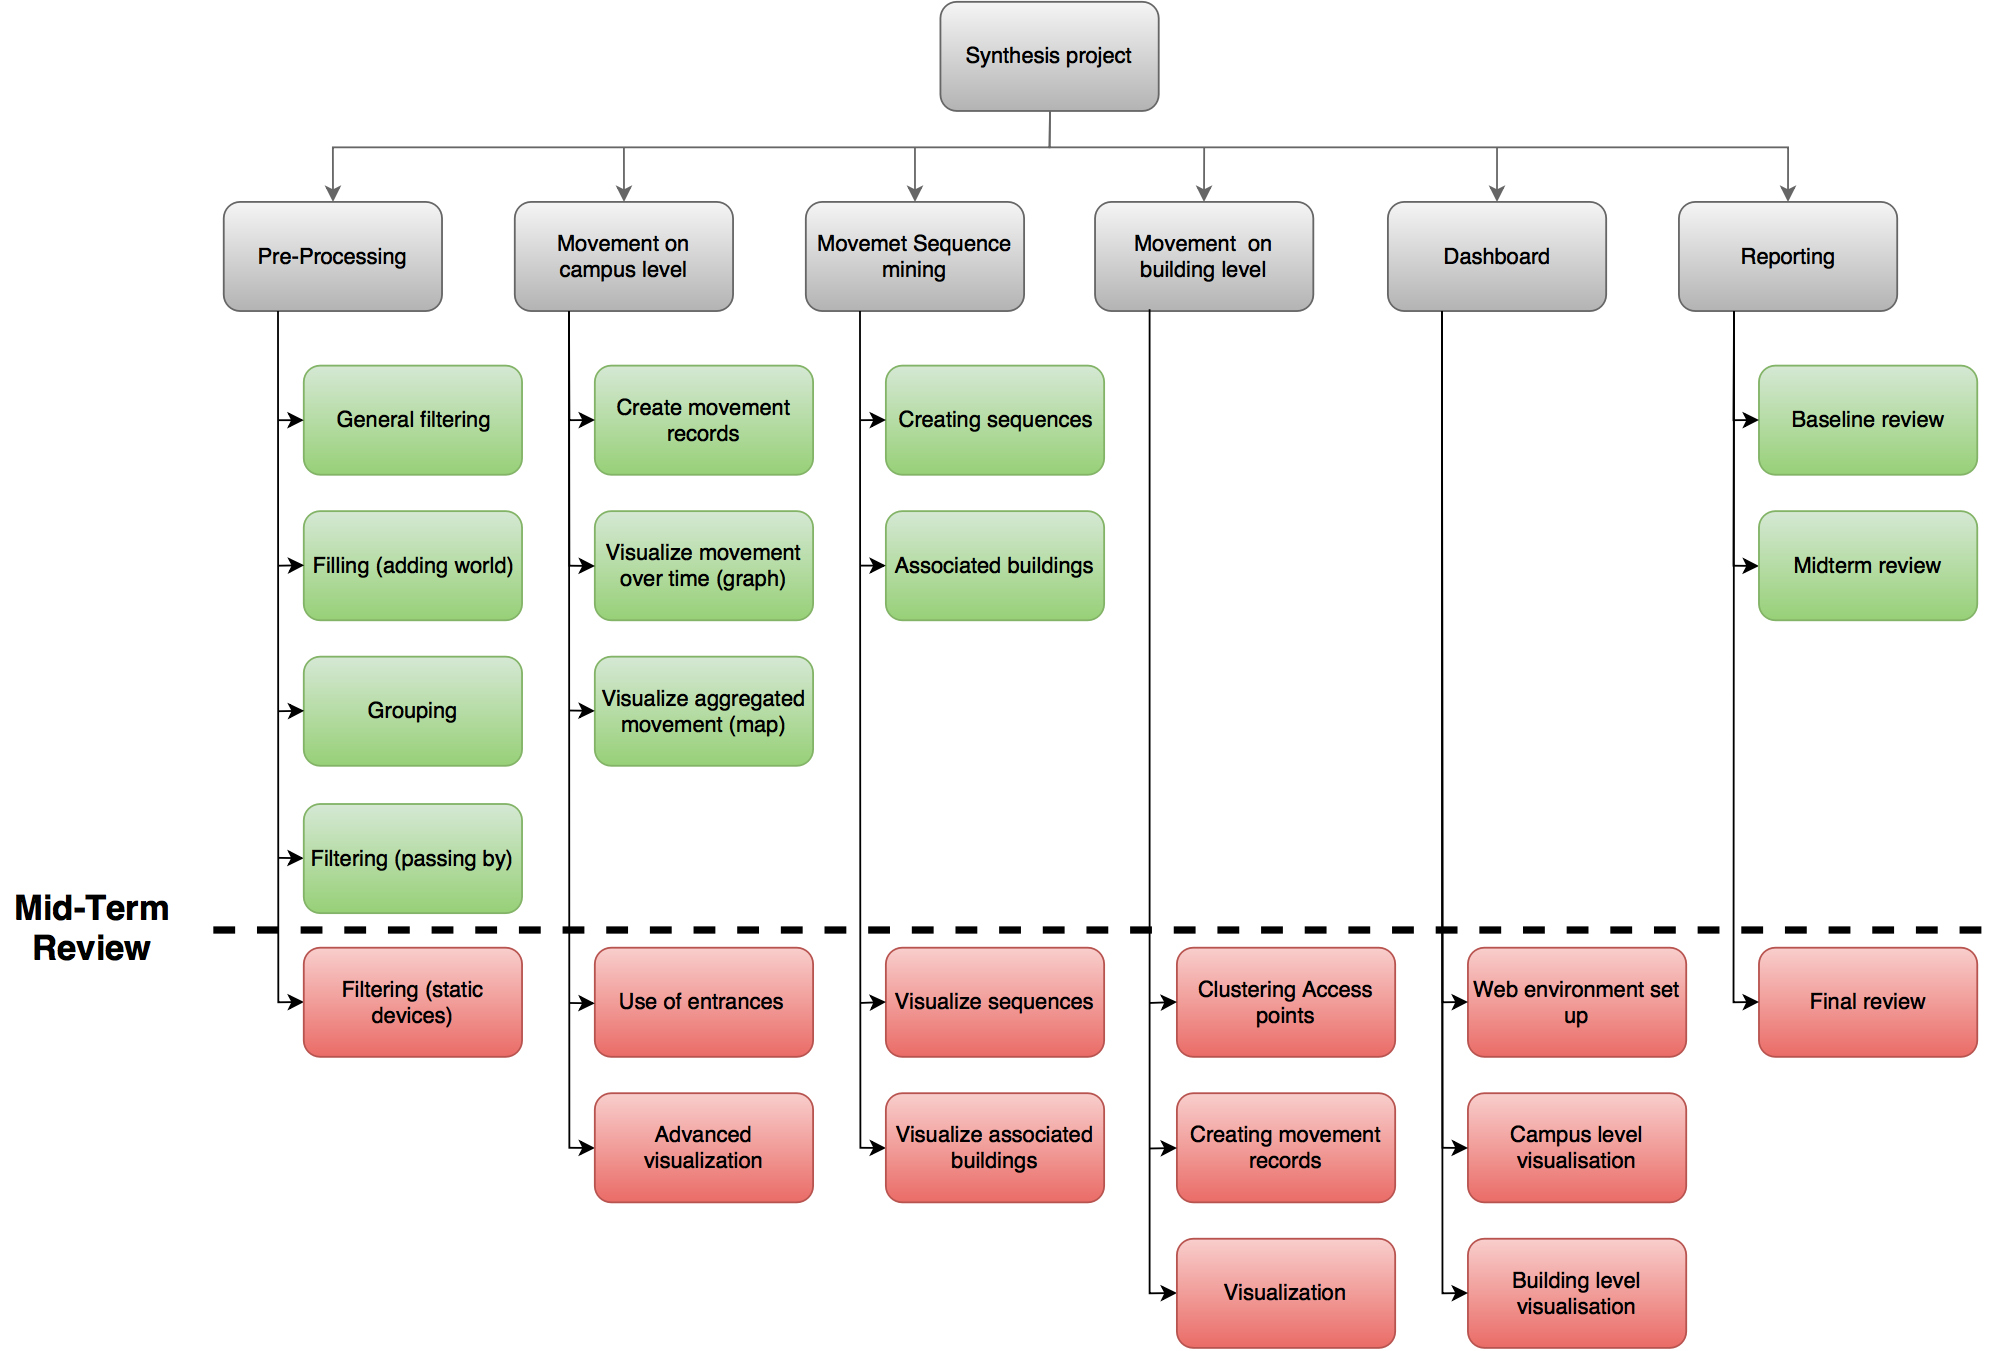 Synthesis project
Pre-Processing
Movement on
campus level
Movemet Sequence
mining
Movement on
building level
Dashboard
Reporting
General filtering
Create movement
records
Creating sequences
Baseline review
Filling (adding world)
Visualize movement
over time (graph)
Associated buildings
Midterm review
Grouping
Visualize aggregated
movement (map)
Filtering (passing by)
Mid-Term
Review
Filtering (static
devices)
Use of entrances
Visualize sequences
Clustering Access
points
Web environment set
up
Final review
Advanced
visualization
Visualize associated
buildings
Creating movement
records
Campus level
visualisation
Visualization
Building level
visualisation